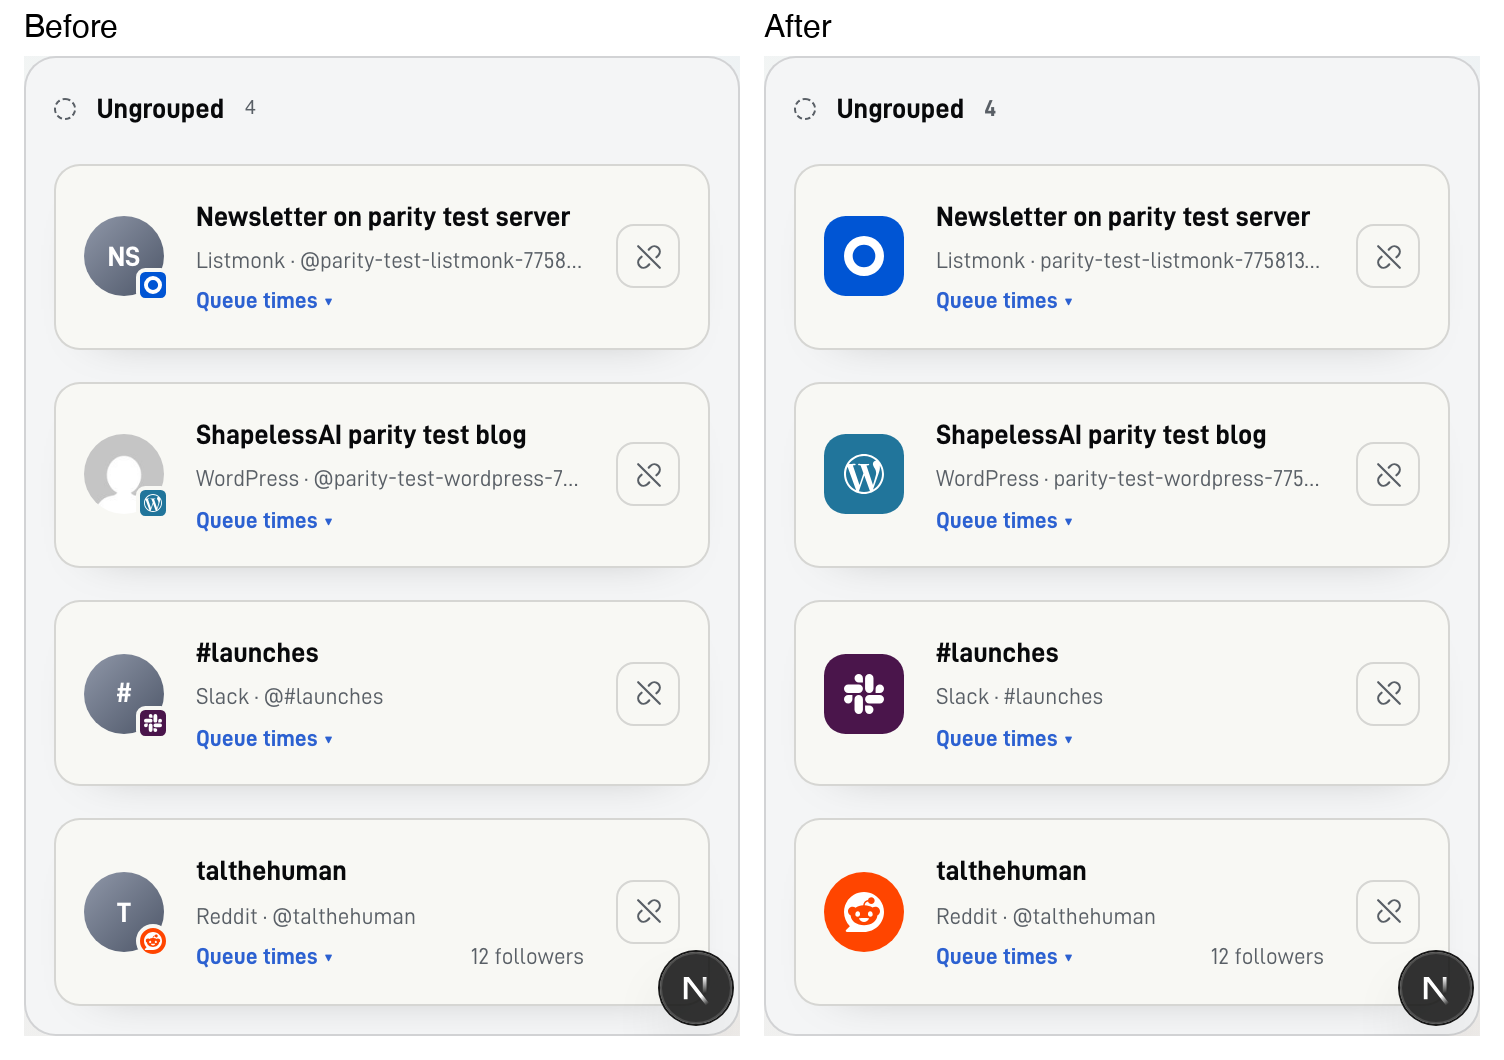 Before
Ungrouped 4
NS
Newsletter on parity test server
Listmonk · @parity-test-listmonk-7758...
Queue times ▾
ShapelessAI parity test blog
WordPress · @parity-test-wordpress-7...
Queue times ▾
#
#launches
Slack · @#launches
Queue times ▾
T
talthehuman
Reddit · @talthehuman
Queue times ▾ 12 followers
N
After
Ungrouped 4
Newsletter on parity test server
Listmonk · parity-test-listmonk-775813...
Queue times ▾
ShapelessAI parity test blog
WordPress · parity-test-wordpress-775...
Queue times ▾
#launches
Slack · #launches
Queue times ▾
talthehuman
Reddit · @talthehuman
Queue times ▾ 12 followers
N